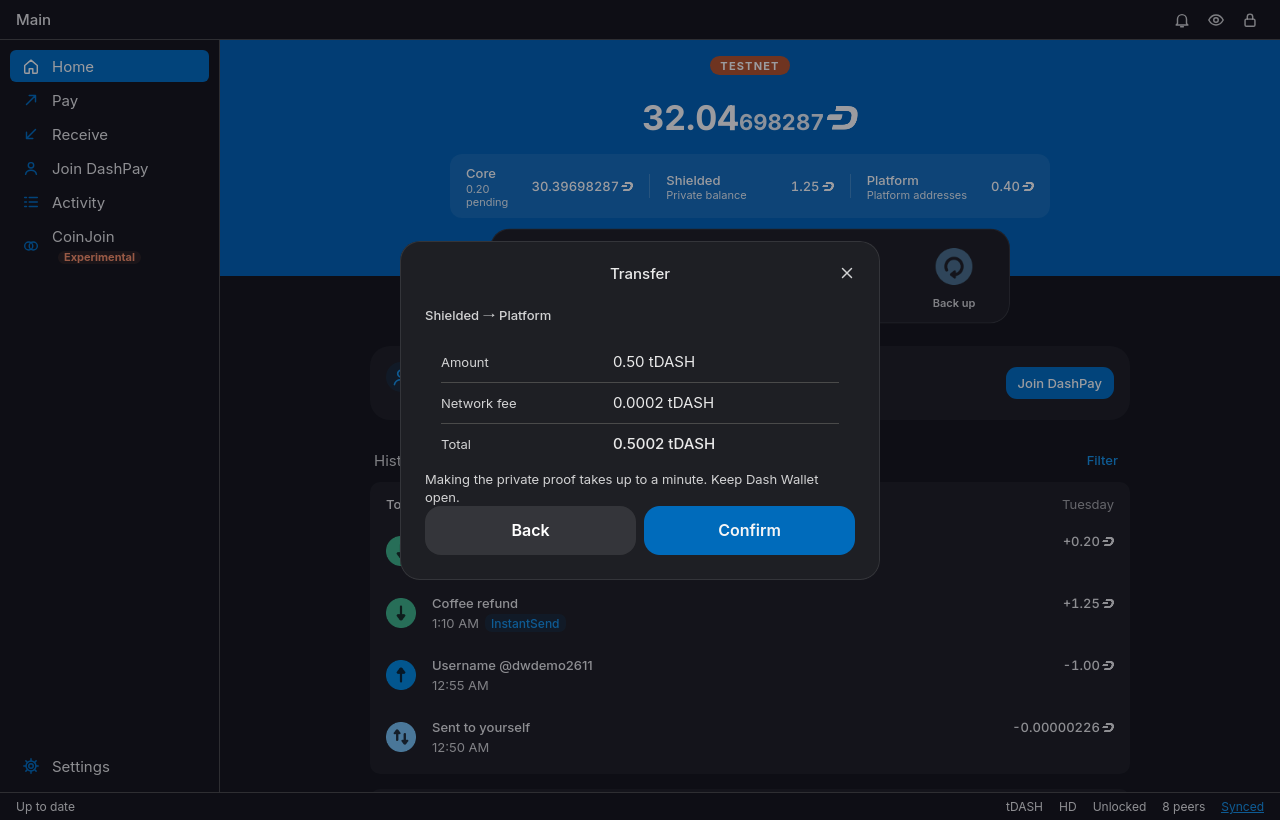 Main
Home
Pay
Receive
Join DashPay
Activity
CoinJoin
Experimental
Settings
TESTNET
32.04698287
Core
0.20
pending
30.39698287
Shielded
Private balance
1.25
Platform
Platform addresses
0.40
Back up
Join DashPay
Transfer
Shielded → Platform
Amount 0.50 tDASH
Network fee 0.0002 tDASH
Total 0.5002 tDASH
Making the private proof takes up to a minute. Keep Dash Wallet
open.
Back Confirm
Filter
Tuesday
+0.20
Coffee refund +1.25
1:10 AM InstantSend
Username @dwdemo2611 -1.00
12:55 AM
Sent to yourself -0.00000226
12:50 AM
Up to date tDASH HD Unlocked 8 peers Synced